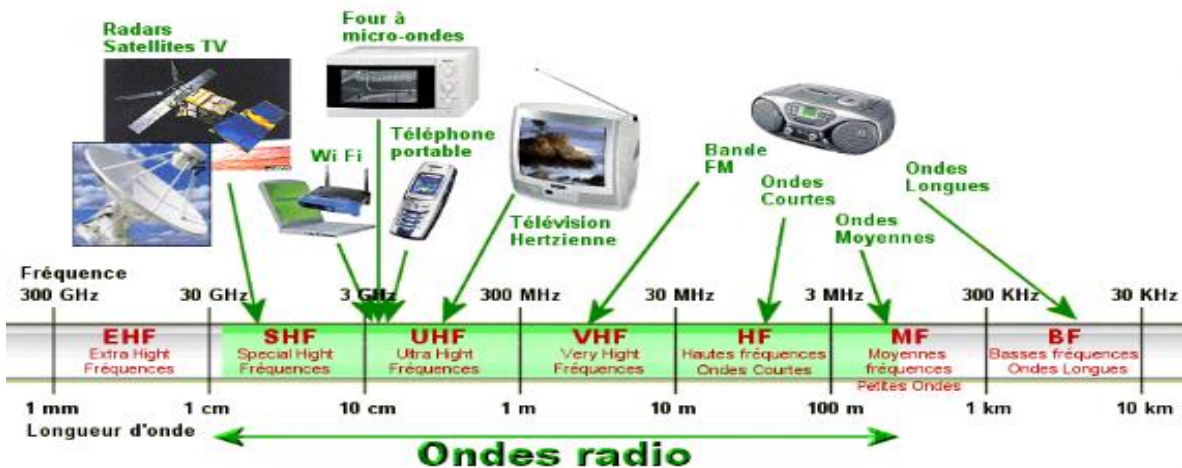 Radars
Satellites TV
Four à
micro-ondes
Wi Fi
Téléphone
portable
Télévision
Hertzienne
Bande
FM
Ondes
Courtes
Ondes
Moyennes
Ondes
Longues
Fréquence
300 GHz 30 GHz 3 GHz 300 MHz 30 MHz 3 MHz 300 KHz 30 KHz
EHF SHF UHF VHF HF MF BF
Extra Hight Special Hight Ultra Hight Very Hight Hautes fréquences Moyennes Basses fréquences
Fréquences Fréquences Fréquences Fréquences Ondes Courtes fréquences Ondes Longues
Petites Ondes
1 mm 1 cm 10 cm 1 m 10 m 100 m 1 km 10 km
Longueur d'onde
Ondes radio